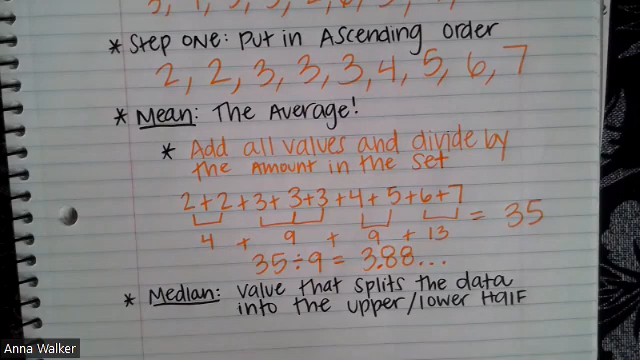 * Step one: Put in Ascending order
2, 2, 3, 3, 3, 4, 5, 6, 7
* Mean: The Average!
* Add all values and divide by
the amount in the set
2+2+3+3+3+4+5+6+7 = 35
4 + 9 + 9 + 13
35÷9 = 3.88...
* Median: value that splits the data
into the upper/lower Half
Anna Walker